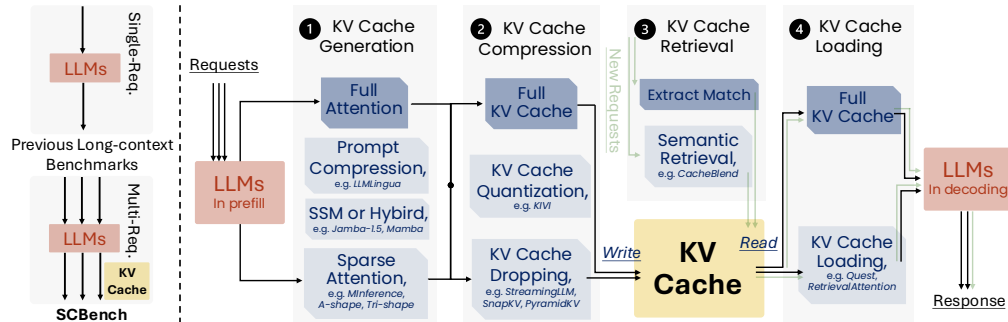 Single-Req.
LLMs
Previous Long-context
Benchmarks
Multi-Req.
LLMs
KV
Cache
SCBench
Requests
LLMs
In prefill
1 KV Cache
Generation
Full
Attention
Prompt
Compression,
e.g. LLMLingua
SSM or Hybird,
e.g. Jamba-1.5, Mamba
Sparse
Attention,
e.g. MInference,
A-shape, Tri-shape
2 KV Cache
Compression
Full
KV Cache
KV Cache
Quantization,
e.g. KIVI
KV Cache
Dropping,
e.g. StreamingLLM,
SnapKV, PyramidKV
3 KV Cache
Retrieval
New Requests
Extract Match
Semantic
Retrieval,
e.g. CacheBlend
Write
KV
Cache
Read
4 KV Cache
Loading
Full
KV Cache
KV Cache
Loading,
e.g. Quest,
RetrievalAttention
LLMs
In decoding
Response